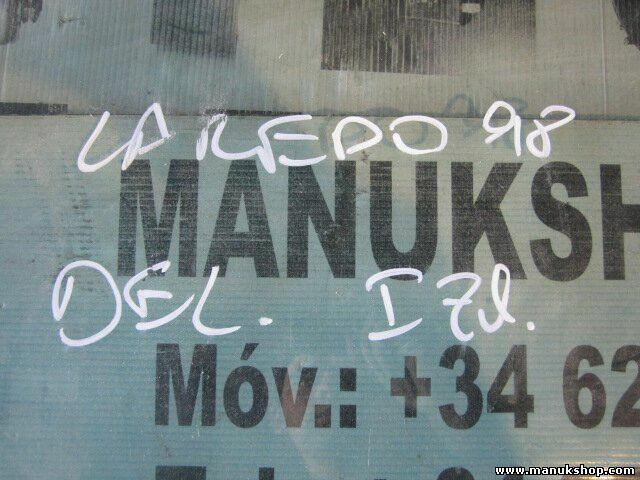 LAREDO 98
MANUKSH
DEL. IZQ.
Móv.: +34 62
www.manukshop.com